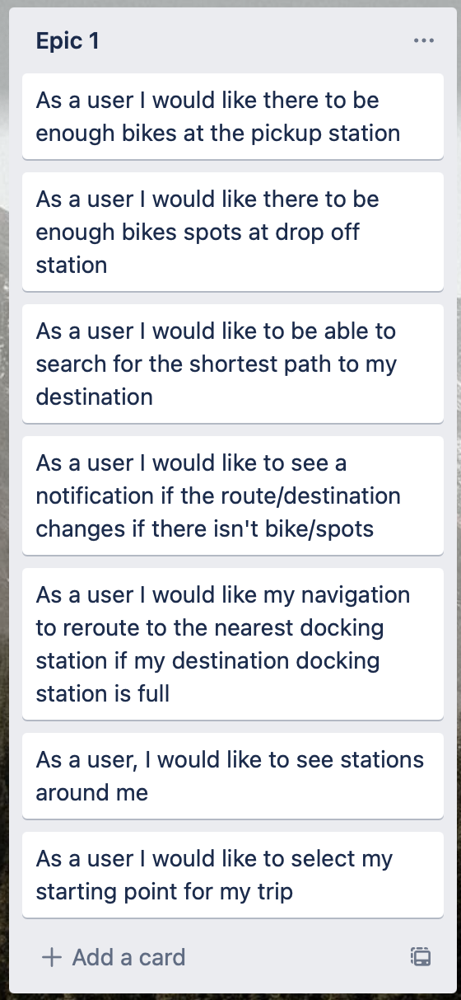 Epic 1
As a user I would like there to be
enough bikes at the pickup station
As a user I would like there to be
enough bikes spots at drop off
station
As a user I would like to be able to
search for the shortest path to my
destination
As a user I would like to see a
notification if the route/destination
changes if there isn't bike/spots
As a user I would like my navigation
to reroute to the nearest docking
station if my destination docking
station is full
As a user, I would like to see stations
around me
As a user I would like to select my
starting point for my trip
Add a card